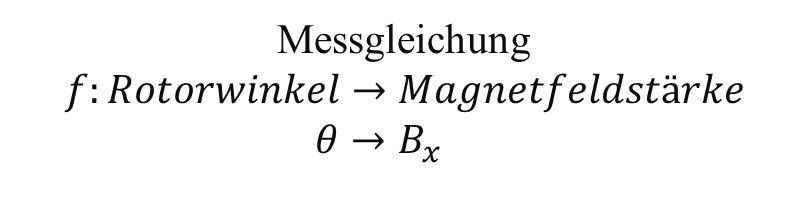 Messgleichung
f: Rotorwinkel → Magnetfeldstärke
θ → Bₓ